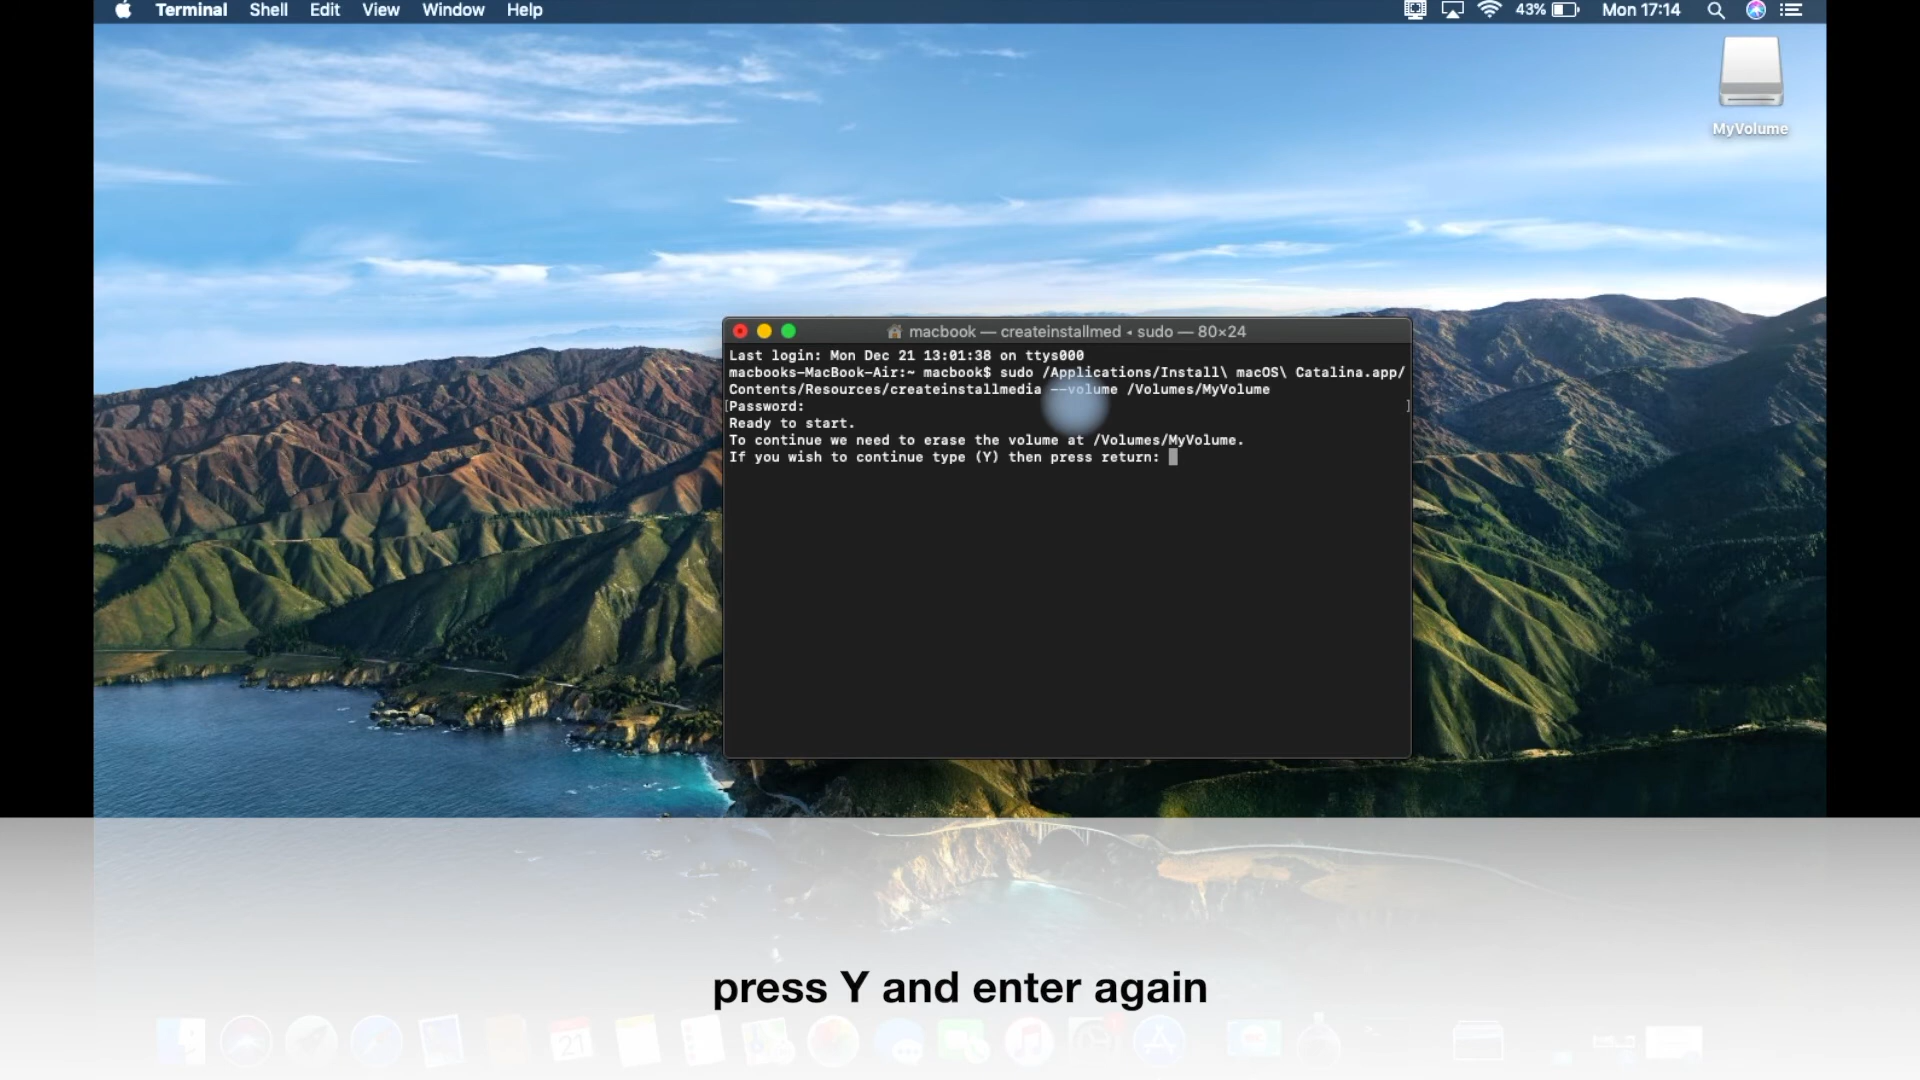 Terminal Shell Edit View Window Help 43% Mon 17:14
MyVolume
macbook — createinstallmed ◂ sudo — 80×24
Last login: Mon Dec 21 13:01:38 on ttys000
macbooks-MacBook-Air:~ macbook$ sudo /Applications/Install\ macOS\ Catalina.app/
Contents/Resources/createinstallmedia --volume /Volumes/MyVolume
[Password: ]
Ready to start.
To continue we need to erase the volume at /Volumes/MyVolume.
If you wish to continue type (Y) then press return:
press Y and enter again
21